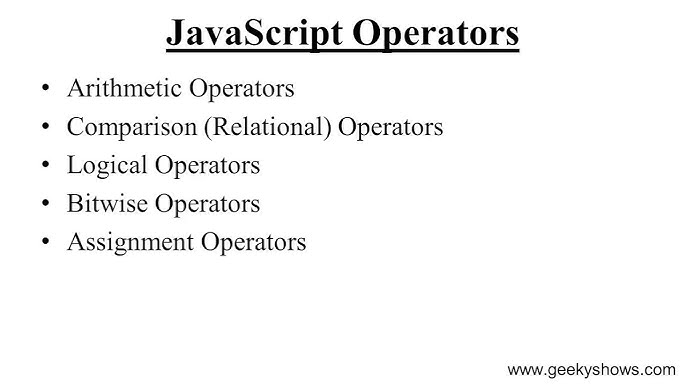 JavaScript Operators
• Arithmetic Operators
• Comparison (Relational) Operators
• Logical Operators
• Bitwise Operators
• Assignment Operators
www.geekyshows.com